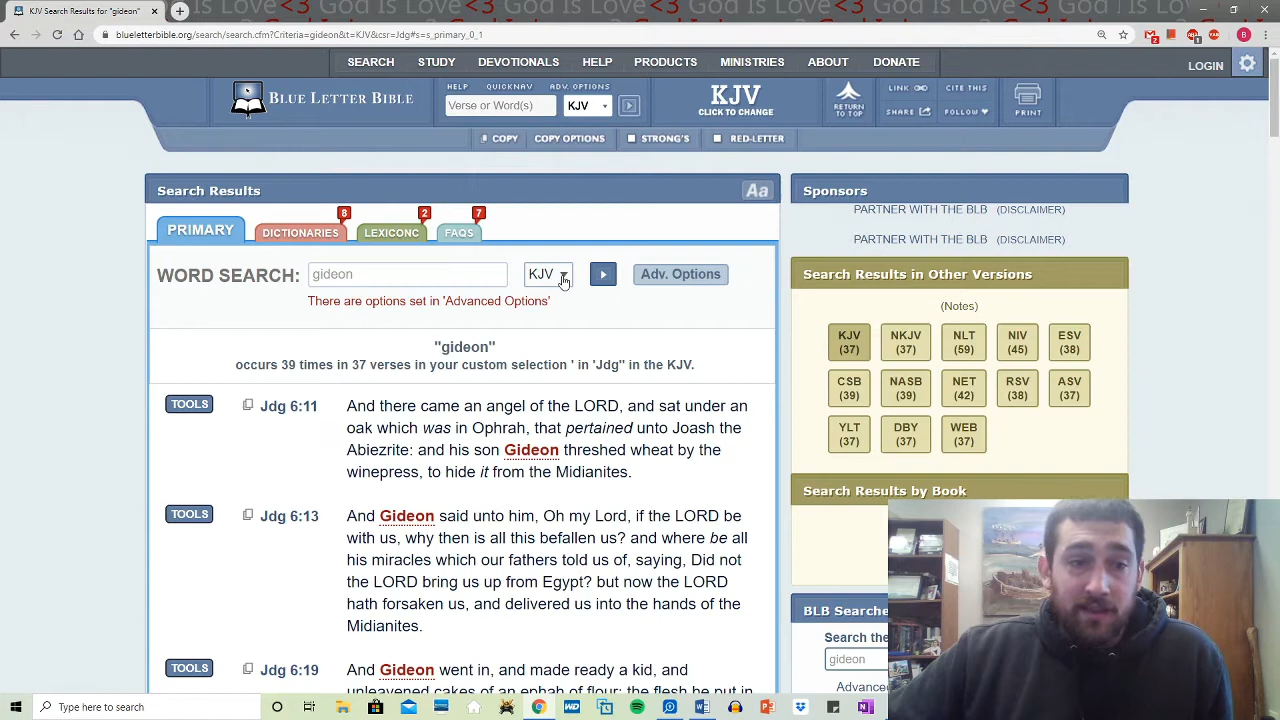 is Love<3 God Is Love<3 God Is Love<3 God Is Love<3 God Is Love<3 God
KJV Search Results for "gideon"
blueletterbible.org/search/search.cfm?Criteria=gideon&t=KJV&csr=Jdg#s=s_primary_0_1
SEARCH STUDY DEVOTIONALS HELP PRODUCTS MINISTRIES ABOUT DONATE
LOGIN
BLUE LETTER BIBLE
HELP QUICKNAV ADV. OPTIONS
Verse or Word(s) KJV
KJV
CLICK TO CHANGE
RETURN
TO TOP
LINK CITE THIS
SHARE FOLLOW
PRINT
COPY COPY OPTIONS STRONG'S RED-LETTER
Search Results Aa
8 2 7
PRIMARY DICTIONARIES LEXICONC FAQS
WORD SEARCH: gideon KJV Adv. Options
There are options set in 'Advanced Options'
"gideon"
occurs 39 times in 37 verses in your custom selection ' in 'Jdg" in the KJV.
TOOLS Jdg 6:11 And there came an angel of the LORD, and sat under an
oak which was in Ophrah, that pertained unto Joash the
Abiezrite: and his son Gideon threshed wheat by the
winepress, to hide it from the Midianites.
TOOLS Jdg 6:13 And Gideon said unto him, Oh my Lord, if the LORD be
with us, why then is all this befallen us? and where be all
his miracles which our fathers told us of, saying, Did not
the LORD bring us up from Egypt? but now the LORD
hath forsaken us, and delivered us into the hands of the
Midianites.
TOOLS Jdg 6:19 And Gideon went in, and made ready a kid, and
unleavened cakes of an ephah of flour: the flesh he put in
Sponsors
PARTNER WITH THE BLB (DISCLAIMER)
PARTNER WITH THE BLB (DISCLAIMER)
Search Results in Other Versions
(Notes)
KJV NKJV NLT NIV ESV
(37) (37) (59) (45) (38)
CSB NASB NET RSV ASV
(39) (39) (42) (38) (37)
YLT DBY WEB
(37) (37) (37)
Search Results by Book
BLB Searche
Search the
gideon
Advance
Type here to search